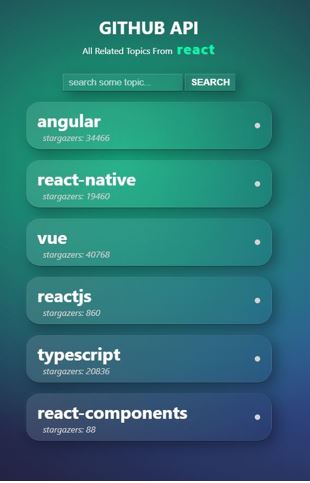 GITHUB API
All Related Topics From react
search some topic... SEARCH
angular
stargazers: 34466
react-native
stargazers: 19460
vue
stargazers: 40768
reactjs
stargazers: 860
typescript
stargazers: 20836
react-components
stargazers: 88